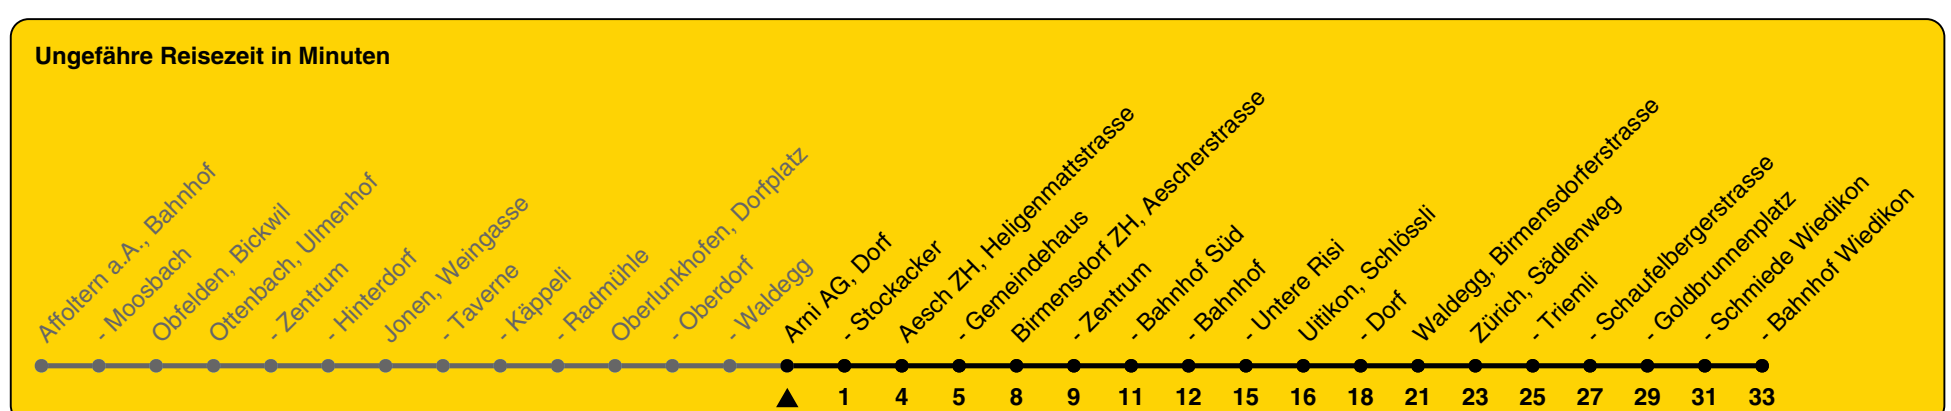 Ungefähre Reisezeit in Minuten
Affoltern a.A., Bahnhof
- Moosbach
Obfelden, Bickwil
Ottenbach, Ulmenhof
- Zentrum
- Hinterdorf
Jonen, Weingasse
- Taverne
- Käppeli
- Radmühle
Oberlunkhofen, Dorfplatz
- Oberdorf
- Waldegg
Arni AG, Dorf
- Stockacker
Aesch ZH, Heligenmattstrasse
- Gemeindehaus
Birmensdorf ZH, Aescherstrasse
- Zentrum
- Bahnhof Süd
- Bahnhof
- Untere Risi
Uitikon, Schlössli
- Dorf
Waldegg, Birmensdorferstrasse
Zürich, Sädlenweg
- Triemli
- Schaufelbergerstrasse
- Goldbrunnenplatz
- Schmiede Wiedikon
- Bahnhof Wiedikon
1 4 5 8 9 11 12 15 16 18 21 23 25 27 29 31 33